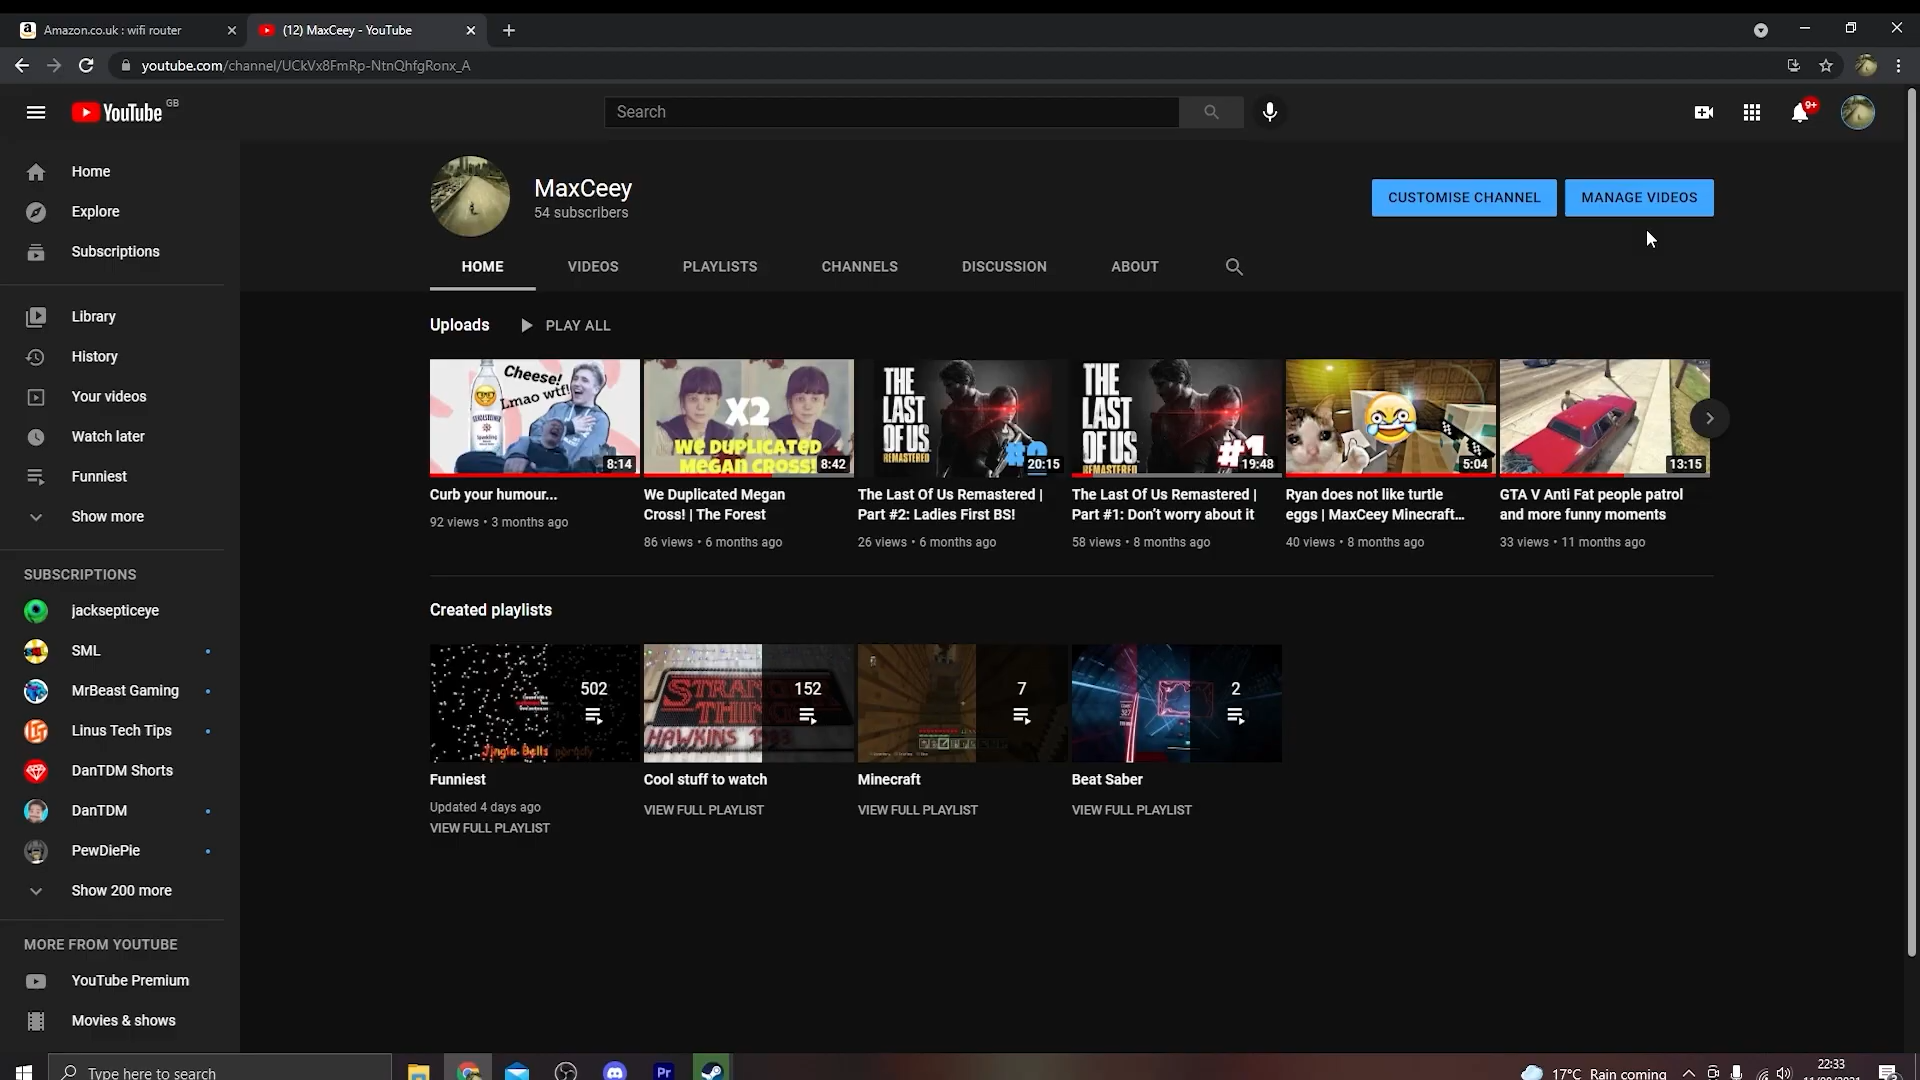 Amazon.co.uk : wifi router
(12) MaxCeey - YouTube
youtube.com/channel/UCkVx8FmRp-NtnQhfgRonx_A
YouTube GB
Search
9+
Home
Explore
Subscriptions
Library
History
Your videos
Watch later
Funniest
Show more
SUBSCRIPTIONS
jacksepticeye
SML
MrBeast Gaming
Linus Tech Tips
DanTDM Shorts
DanTDM
PewDiePie
Show 200 more
MORE FROM YOUTUBE
YouTube Premium
Movies & shows
MaxCeey
54 subscribers
CUSTOMISE CHANNEL
MANAGE VIDEOS
HOME VIDEOS PLAYLISTS CHANNELS DISCUSSION ABOUT
Uploads PLAY ALL
Cheese!
Lmao wtf!
8:14
Curb your humour...
92 views • 3 months ago
X2
WE DUPLICATED
MEGAN CROSS!
8:42
We Duplicated Megan
Cross! | The Forest
86 views • 6 months ago
THE
LAST
OF US
REMASTERED
#2
20:15
The Last Of Us Remastered |
Part #2: Ladies First BS!
26 views • 6 months ago
THE
LAST
OF US
REMASTERED
#1
19:48
The Last Of Us Remastered |
Part #1: Don't worry about it
58 views • 8 months ago
5:04
Ryan does not like turtle
eggs | MaxCeey Minecraft...
40 views • 8 months ago
13:15
GTA V Anti Fat people patrol
and more funny moments
33 views • 11 months ago
Created playlists
Jingle Bells parody
502
Funniest
Updated 4 days ago
VIEW FULL PLAYLIST
STRANGER
THINGS
HAWKINS 1983
152
Cool stuff to watch
VIEW FULL PLAYLIST
7
Minecraft
VIEW FULL PLAYLIST
2
Beat Saber
VIEW FULL PLAYLIST
Type here to search
Pr
17°C Rain coming
22:33